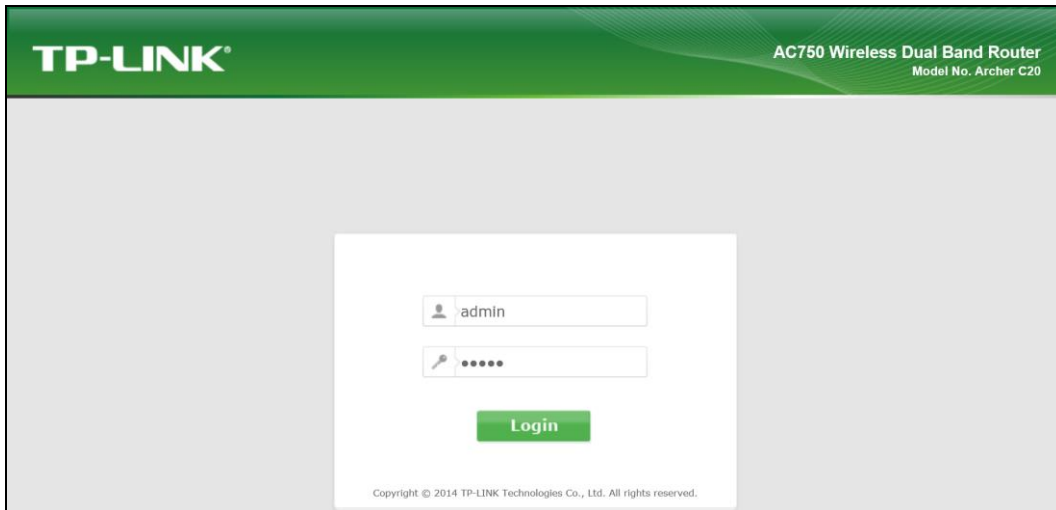 TP-LINK®
AC750 Wireless Dual Band Router
Model No. Archer C20
admin
•••••
Login
Copyright © 2014 TP-LINK Technologies Co., Ltd. All rights reserved.